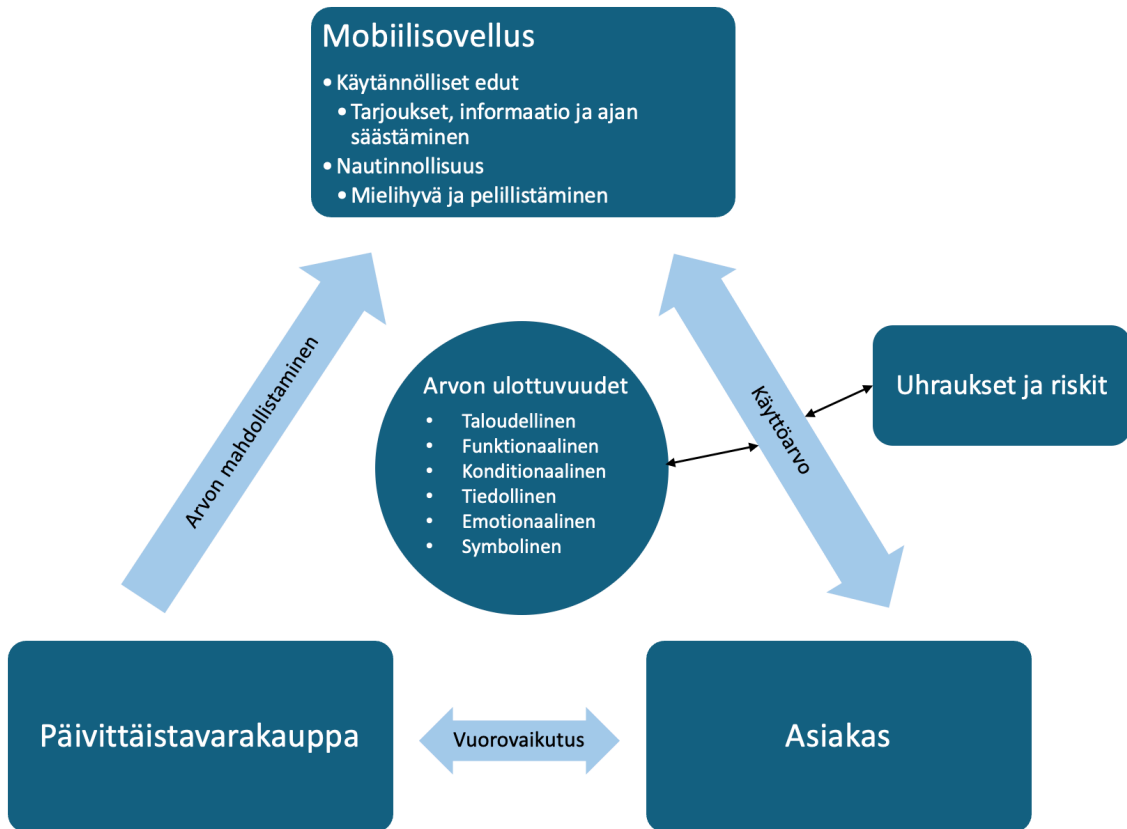 Mobiilisovellus
• Käytännölliset edut
• Tarjoukset, informaatio ja ajan
säästäminen
• Nautinnollisuus
• Mielihyvä ja pelillistäminen
Arvon mahdollistaminen
Arvon ulottuvuudet
• Taloudellinen
• Funktionaalinen
• Konditionaalinen
• Tiedollinen
• Emotionaalinen
• Symbolinen
Käyttöarvo
Uhraukset ja riskit
Päivittäistavarakauppa
Vuorovaikutus
Asiakas